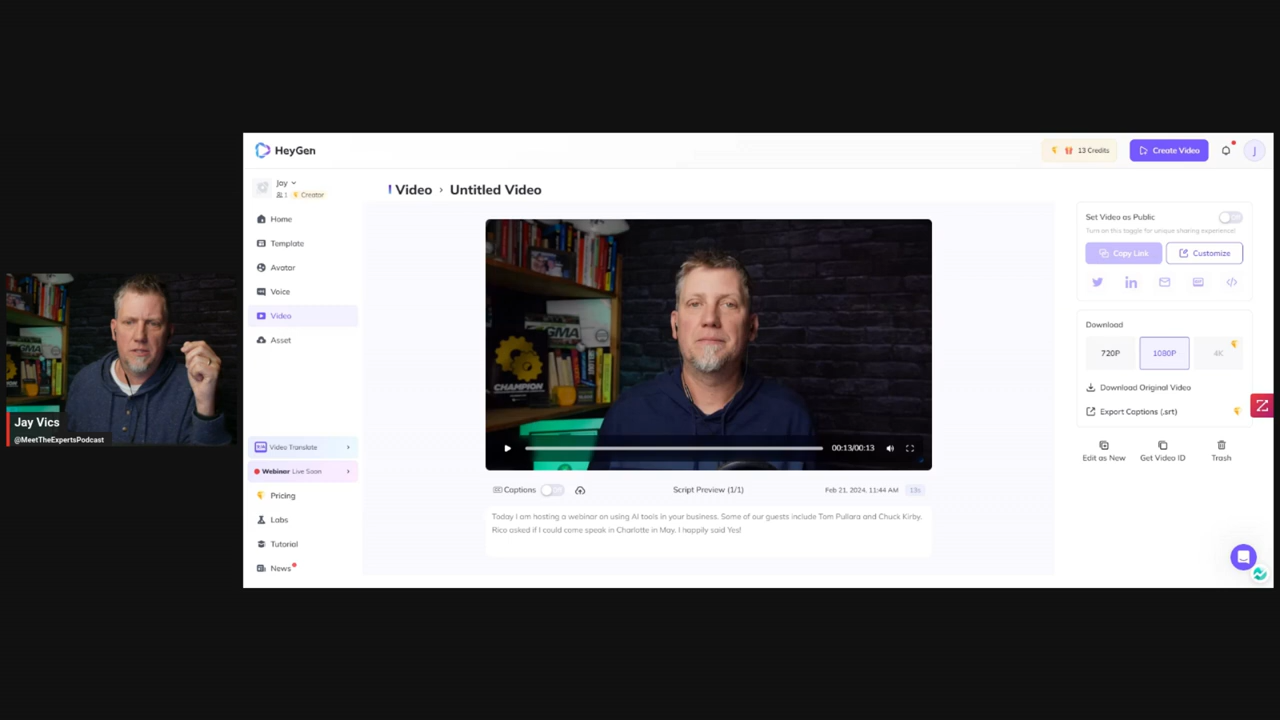 HeyGen
13 Credits
Create Video
J
Jay
1 Creator
Video › Untitled Video
Home
Template
Avatar
Voice
Video
Asset
Video Translate
Webinar Live Soon
Pricing
Labs
Tutorial
News
CHAMPION
00:13/00:13
Captions
Script Preview (1/1)
Feb 21, 2024, 11:44 AM
13s
Today I am hosting a webinar on using AI tools in your business. Some of our guests include Tom Puliara and Chuck Kirby.
Rico asked if I could come speak in Charlotte in May. I happily said Yes!
Set Video as Public
Turn on this toggle for unique sharing experience!
Copy Link
Customize
Download
720P
1080P
4K
Download Original Video
Export Captions (.srt)
Edit as New
Get Video ID
Trash
Jay Vics
@MeetTheExpertsPodcast